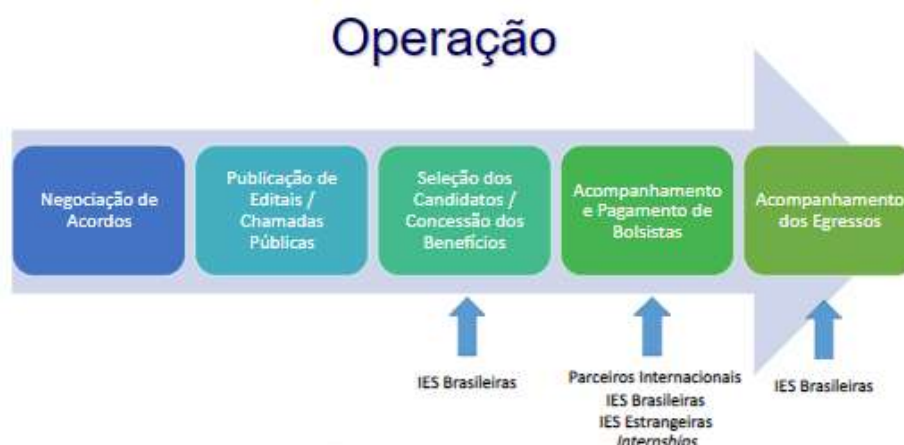 Operação
Negociação de
Acordos
Publicação de
Editais /
Chamadas
Públicas
Seleção dos
Candidatos /
Concessão dos
Benefícios
Acompanhamento
e Pagamento de
Bolsistas
Acompanhamento
dos Egressos
IES Brasileiras
Parceiros Internacionais
IES Brasileiras
IES Estrangeiras
Internships
IES Brasileiras